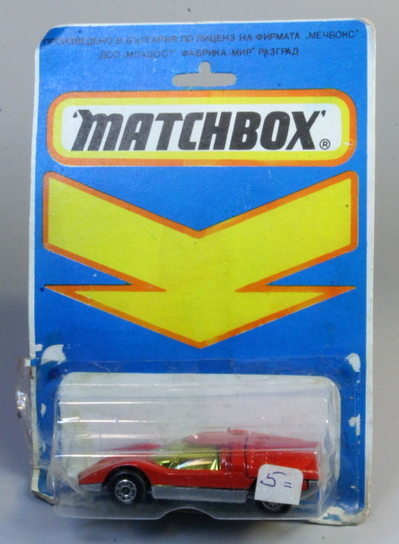 ПРОИЗВЕДЕНО В БЪЛГАРИЯ ПО ЛИЦЕНЗ НА ФИРМАТА „МЕЧБОКС"
ДСО „МЛАДОСТ" ФАБРИКА „МИР" РАЗГРАД
'MATCHBOX'®
5=